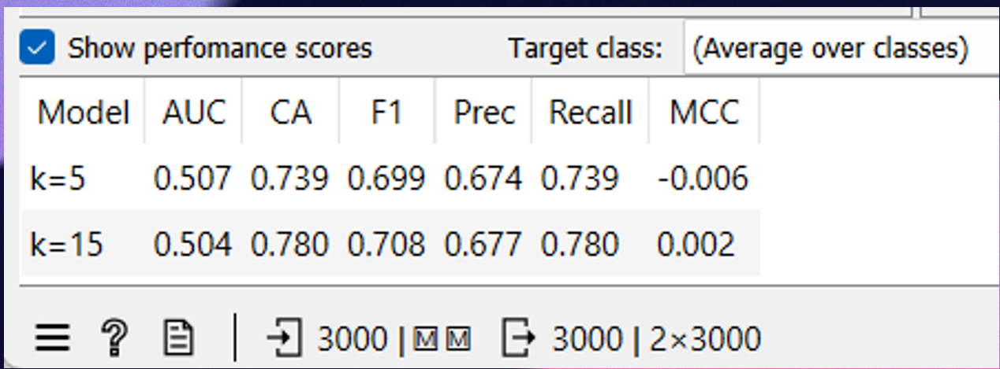 Show perfomance scores Target class: (Average over classes)
Model AUC CA F1 Prec Recall MCC
k=5 0.507 0.739 0.699 0.674 0.739 -0.006
k=15 0.504 0.780 0.708 0.677 0.780 0.002
3000 | M M 3000 | 2×3000